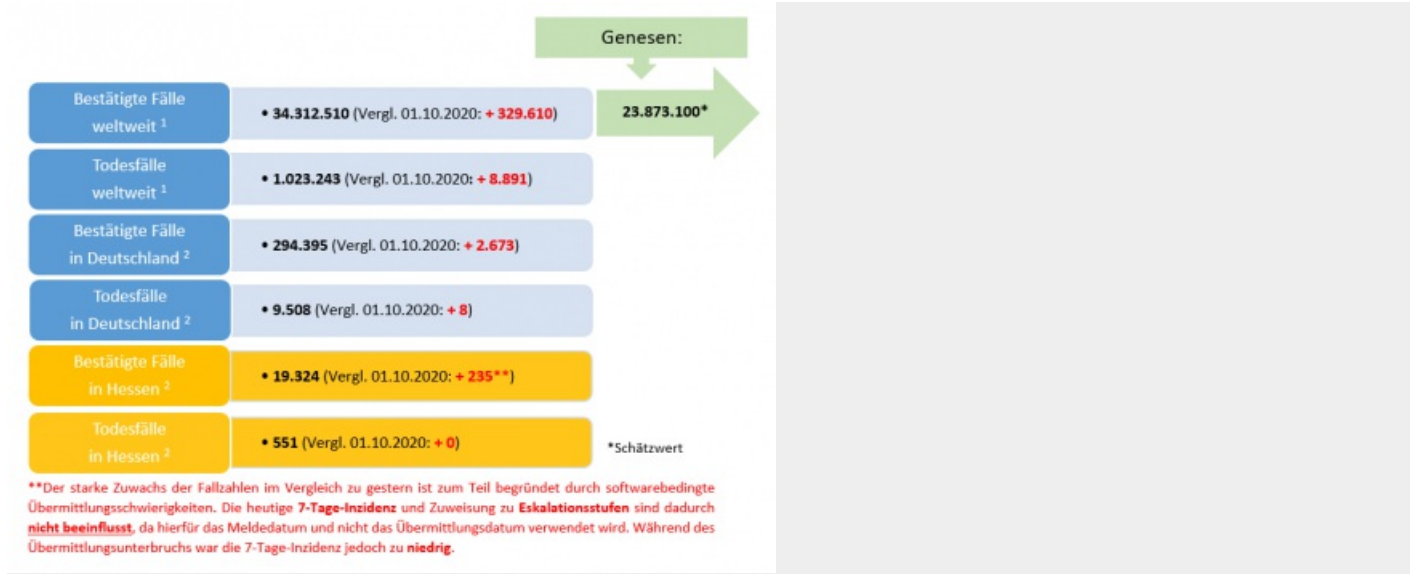 Genesen:
Bestätigte Fälle
weltweit ¹
• 34.312.510 (Vergl. 01.10.2020: + 329.610)
23.873.100*
Todesfälle
weltweit ¹
• 1.023.243 (Vergl. 01.10.2020: + 8.891)
Bestätigte Fälle
in Deutschland ²
• 294.395 (Vergl. 01.10.2020: + 2.673)
Todesfälle
in Deutschland ²
• 9.508 (Vergl. 01.10.2020: + 8)
Bestätigte Fälle
in Hessen ²
• 19.324 (Vergl. 01.10.2020: + 235**)
Todesfälle
in Hessen ²
• 551 (Vergl. 01.10.2020: + 0)
*Schätzwert
**Der starke Zuwachs der Fallzahlen im Vergleich zu gestern ist zum Teil begründet durch softwarebedingte
Übermittlungsschwierigkeiten. Die heutige 7-Tage-Inzidenz und Zuweisung zu Eskalationsstufen sind dadurch
nicht beeinflusst, da hierfür das Meldedatum und nicht das Übermittlungsdatum verwendet wird. Während des
Übermittlungsunterbruchs war die 7-Tage-Inzidenz jedoch zu niedrig.